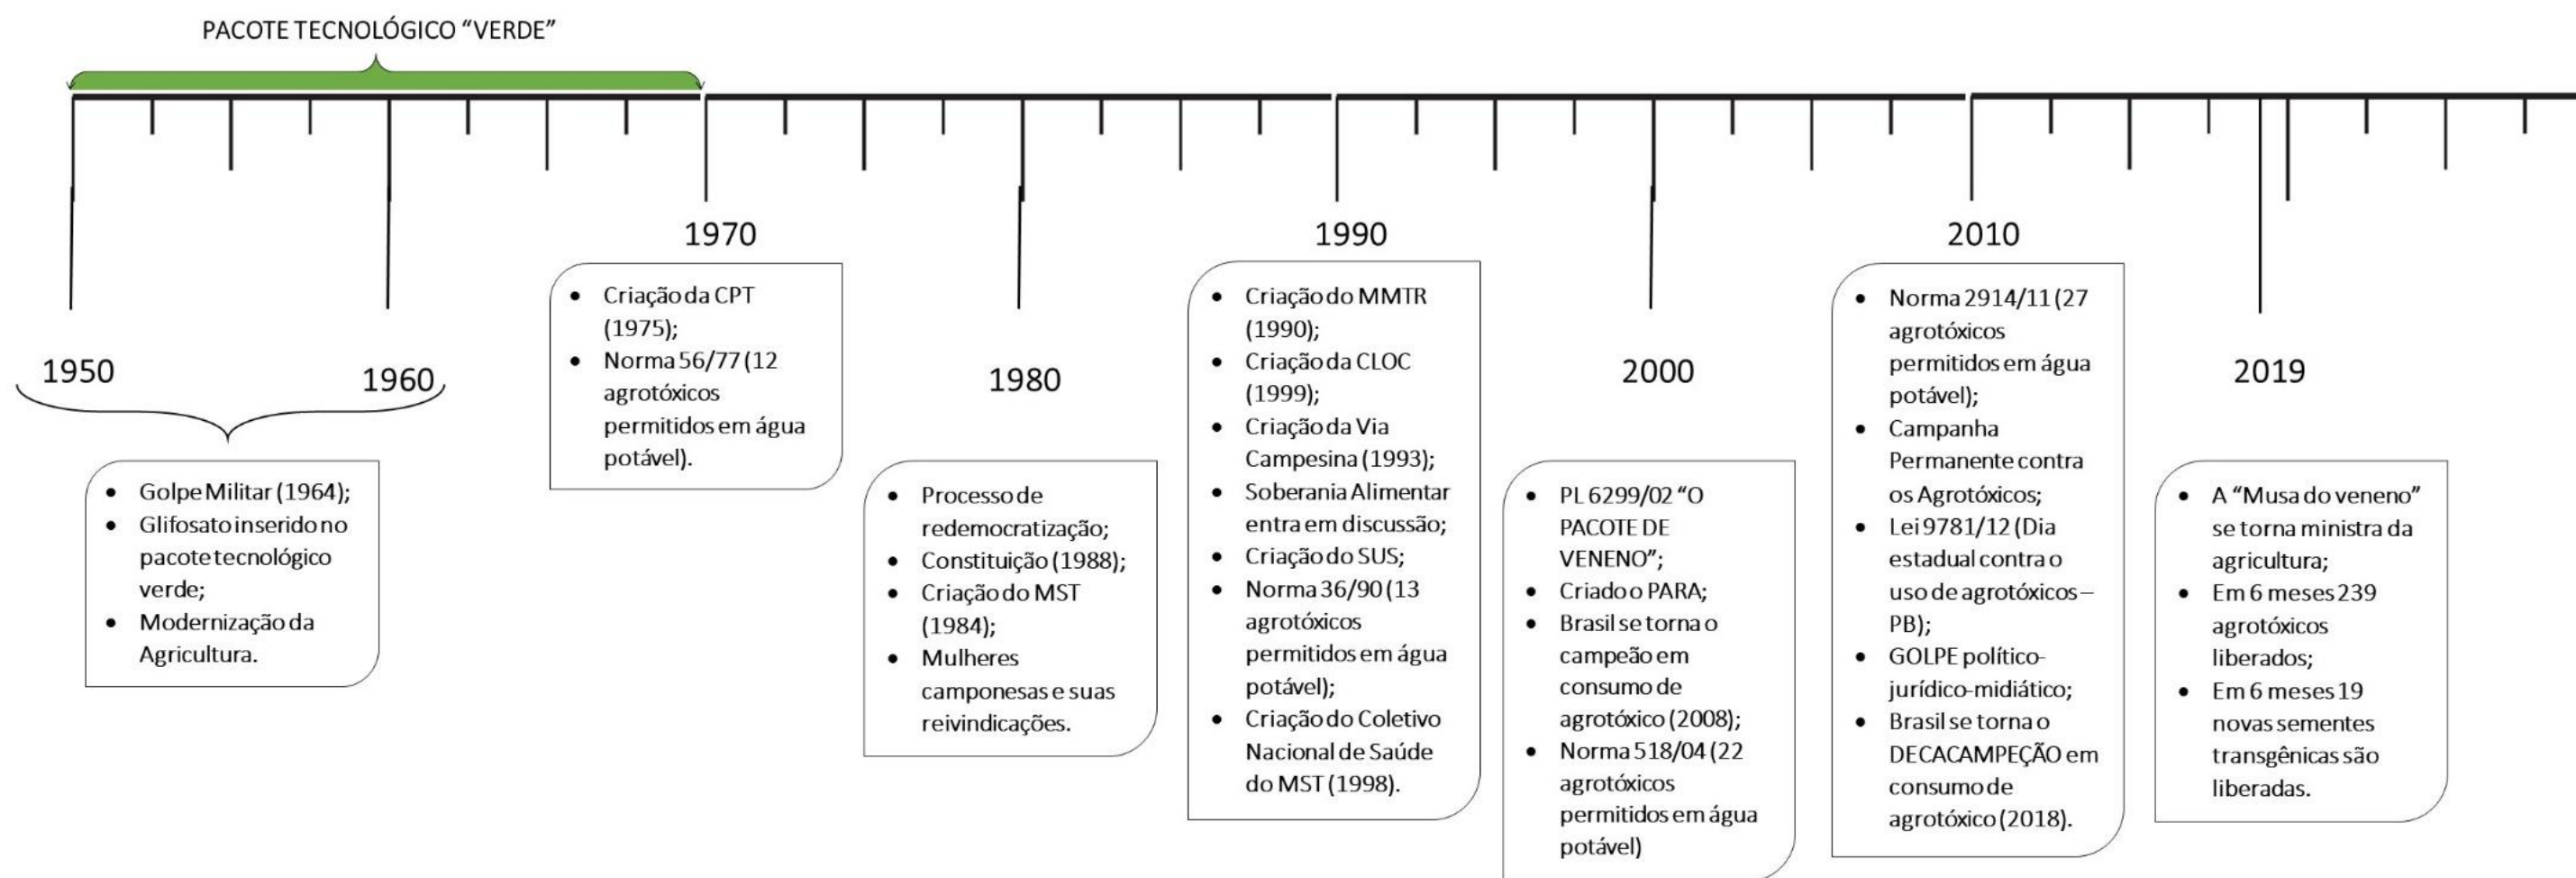 PACOTE TECNOLÓGICO “VERDE”
1950
1960
• Golpe Militar (1964);
• Glifosato inserido no
pacote tecnológico
verde;
• Modernização da
Agricultura.
1970
• Criação da CPT
(1975);
• Norma 56/77 (12
agrotóxicos
permitidos em água
potável).
1980
• Processo de
redemocratização;
• Constituição (1988);
• Criação do MST
(1984);
• Mulheres
camponesas e suas
reivindicações.
1990
• Criação do MMTR
(1990);
• Criação da CLOC
(1999);
• Criação da Via
Campesina (1993);
• Soberania Alimentar
entra em discussão;
• Criação do SUS;
• Norma 36/90 (13
agrotóxicos
permitidos em água
potável);
• Criação do Coletivo
Nacional de Saúde
do MST (1998).
2000
• PL 6299/02 “O
PACOTE DE
VENENO”;
• Criado o PARA;
• Brasil se torna o
campeão em
consumo de
agrotóxico (2008);
• Norma 518/04 (22
agrotóxicos
permitidos em água
potável)
2010
• Norma 2914/11 (27
agrotóxicos
permitidos em água
potável);
• Campanha
Permanente contra
os Agrotóxicos;
• Lei 9781/12 (Dia
estadual contra o
uso de agrotóxicos –
PB);
• GOLPE político-
jurídico-midiático;
• Brasil se torna o
DECACAMPEÇÃO em
consumo de
agrotóxico (2018).
2019
• A “Musa do veneno”
se torna ministra da
agricultura;
• Em 6 meses 239
agrotóxicos
liberados;
• Em 6 meses 19
novas sementes
transgênicas são
liberadas.